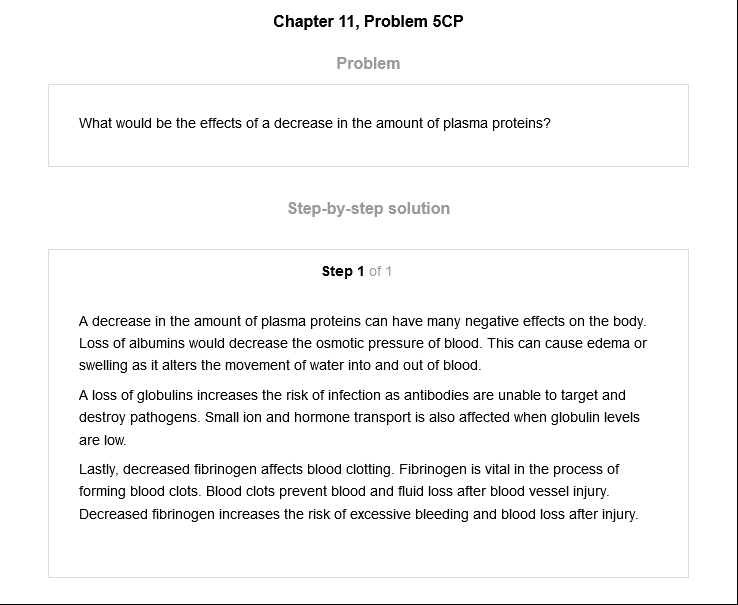 Chapter 11, Problem 5CP
Problem
What would be the effects of a decrease in the amount of plasma proteins?
Step-by-step solution
Step 1 of 1
A decrease in the amount of plasma proteins can have many negative effects on the body.
Loss of albumins would decrease the osmotic pressure of blood. This can cause edema or
swelling as it alters the movement of water into and out of blood.
A loss of globulins increases the risk of infection as antibodies are unable to target and
destroy pathogens. Small ion and hormone transport is also affected when globulin levels
are low.
Lastly, decreased fibrinogen affects blood clotting. Fibrinogen is vital in the process of
forming blood clots. Blood clots prevent blood and fluid loss after blood vessel injury.
Decreased fibrinogen increases the risk of excessive bleeding and blood loss after injury.